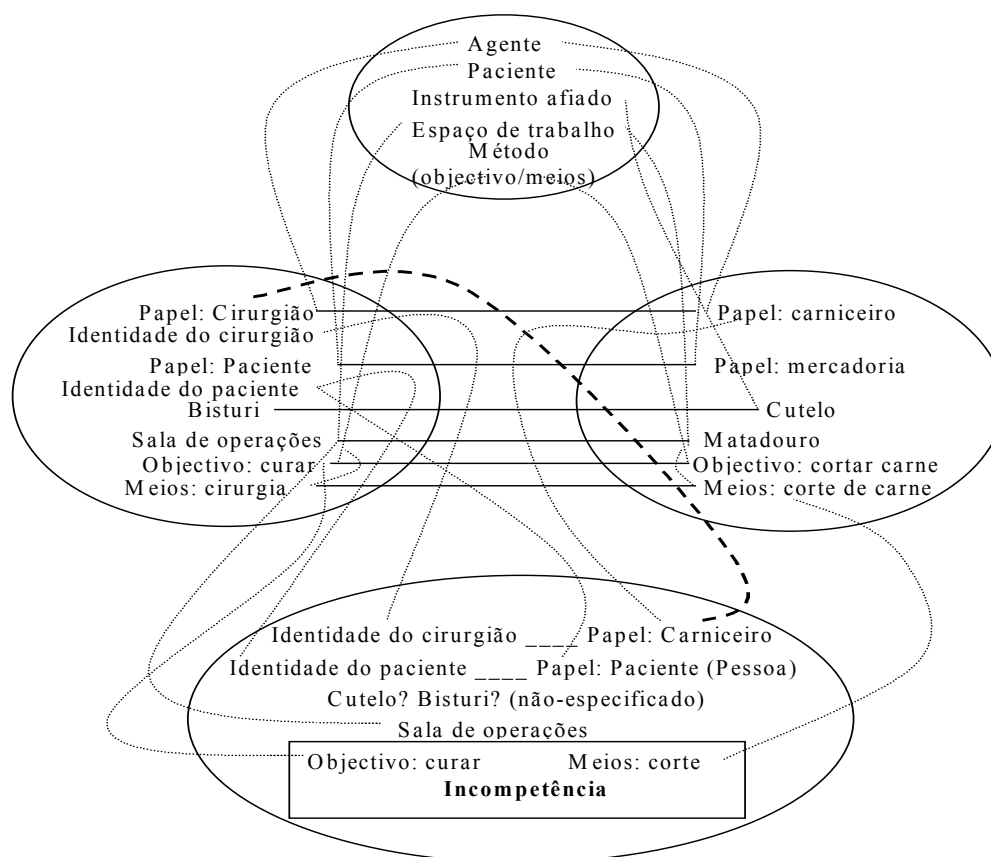 Agente
Paciente
Instrumento afiado
Espaço de trabalho
Método
(objectivo/meios)
Papel: Cirurgião
Identidade do cirurgião
Papel: Paciente
Identidade do paciente
Bisturi
Sala de operações
Objectivo: curar
Meios: cirurgia
Papel: carniceiro
Papel: mercadoria
Cutelo
Matadouro
Objectivo: cortar carne
Meios: corte de carne
Identidade do cirurgião ____ Papel: Carniceiro
Identidade do paciente ____ Papel: Paciente (Pessoa)
Cutelo? Bisturi? (não-especificado)
Sala de operações
Objectivo: curar Meios: corte
Incompetência